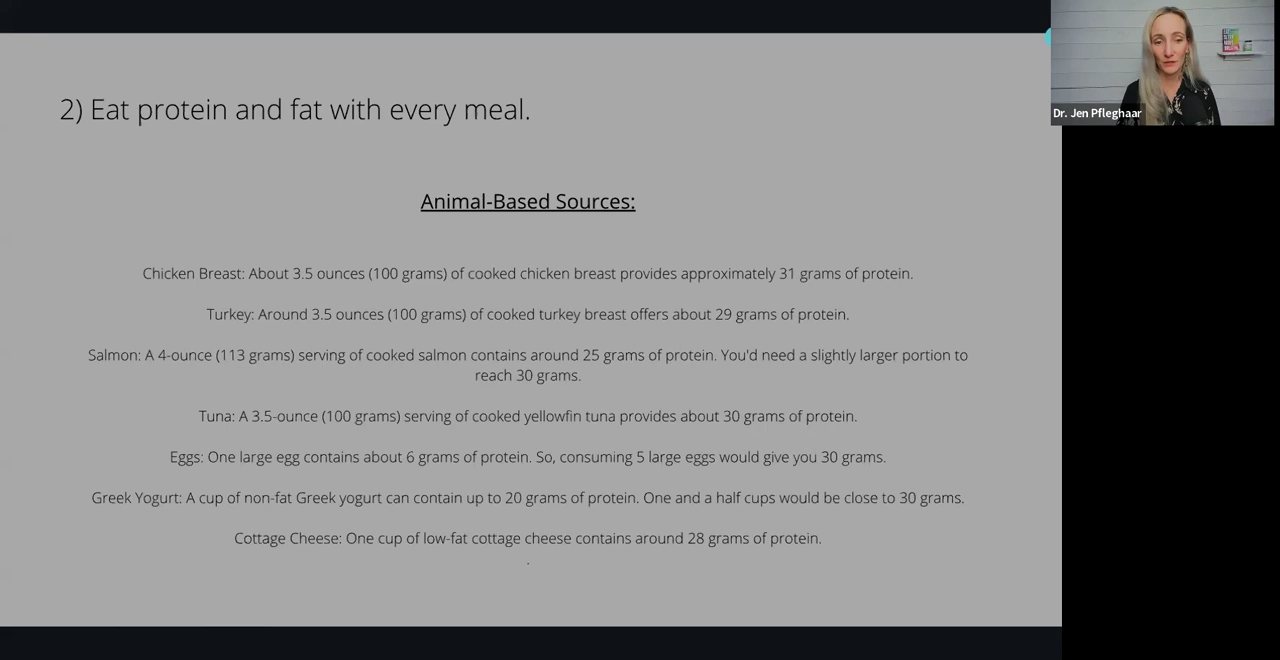 2) Eat protein and fat with every meal.
Animal-Based Sources:
Chicken Breast: About 3.5 ounces (100 grams) of cooked chicken breast provides approximately 31 grams of protein.
Turkey: Around 3.5 ounces (100 grams) of cooked turkey breast offers about 29 grams of protein.
Salmon: A 4-ounce (113 grams) serving of cooked salmon contains around 25 grams of protein. You'd need a slightly larger portion to
reach 30 grams.
Tuna: A 3.5-ounce (100 grams) serving of cooked yellowfin tuna provides about 30 grams of protein.
Eggs: One large egg contains about 6 grams of protein. So, consuming 5 large eggs would give you 30 grams.
Greek Yogurt: A cup of non-fat Greek yogurt can contain up to 20 grams of protein. One and a half cups would be close to 30 grams.
Cottage Cheese: One cup of low-fat cottage cheese contains around 28 grams of protein.
.
Dr. Jen Pfleghaar